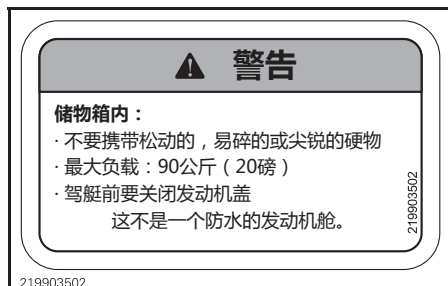 警告
储物箱内：
· 不要携带松动的，易碎的或尖锐的硬物
· 最大负载：90公斤（20磅）
· 驾艇前要关闭发动机盖
这不是一个防水的发动机舱。
219903502
219903502